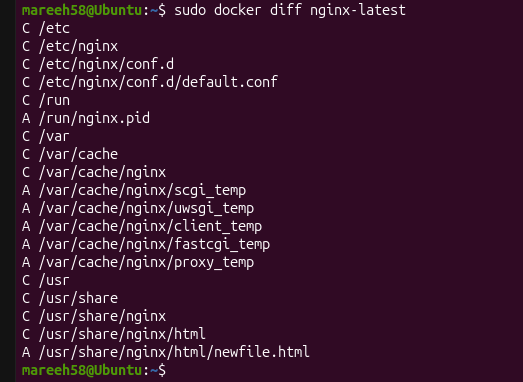 mareeh58@Ubuntu:~$ sudo docker diff nginx-latest
C /etc
C /etc/nginx
C /etc/nginx/conf.d
C /etc/nginx/conf.d/default.conf
C /run
A /run/nginx.pid
C /var
C /var/cache
C /var/cache/nginx
A /var/cache/nginx/scgi_temp
A /var/cache/nginx/uwsgi_temp
A /var/cache/nginx/client_temp
A /var/cache/nginx/fastcgi_temp
A /var/cache/nginx/proxy_temp
C /usr
C /usr/share
C /usr/share/nginx
C /usr/share/nginx/html
A /usr/share/nginx/html/newfile.html
mareeh58@Ubuntu:~$